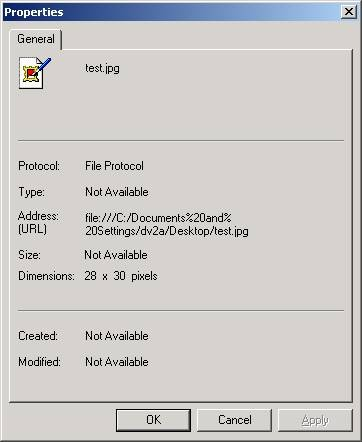 Properties
General
test.jpg
Protocol: File Protocol
Type: Not Available
Address: file:///C:/Documents%20and%
(URL) 20Settings/dv2a/Desktop/test.jpg
Size: Not Available
Dimensions: 28 x 30 pixels
Created: Not Available
Modified: Not Available
OK Cancel Apply